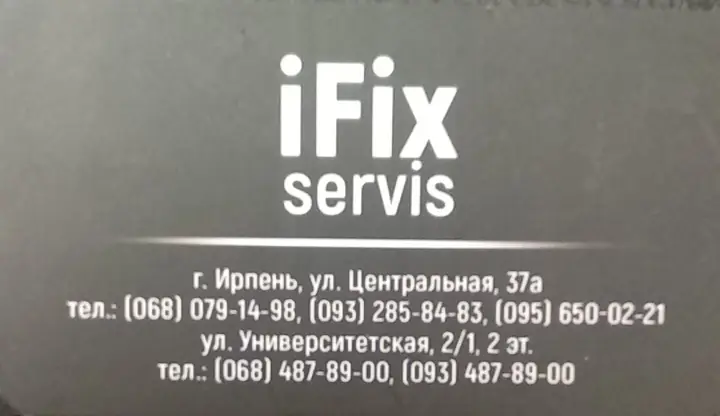 iFix
servis
г. Ирпень, ул. Центральная, 37а
тел.: (068) 079-14-98, (093) 285-84-83, (095) 650-02-21
ул. Университетская, 2/1, 2 эт.
тел.: (068) 487-89-00, (093) 487-89-00